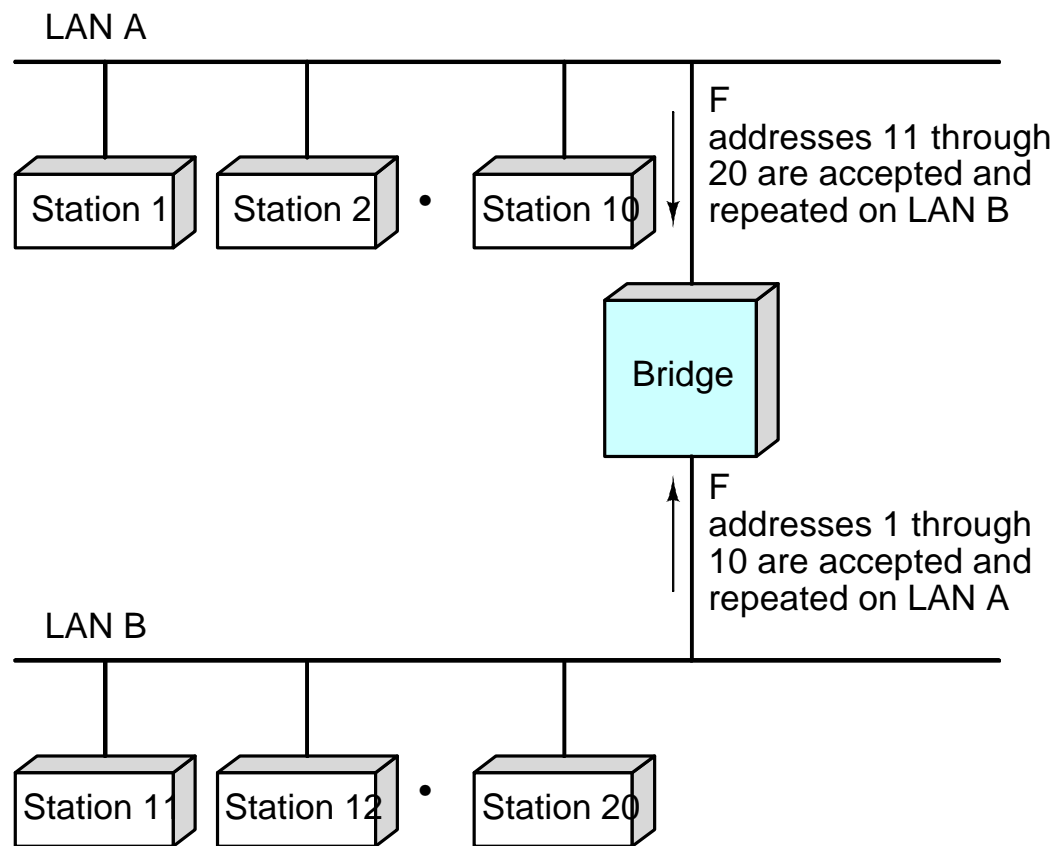 LAN A
F
addresses 11 through
20 are accepted and
repeated on LAN B
Station 1
Station 2
•
Station 10
Bridge
F
addresses 1 through
10 are accepted and
repeated on LAN A
LAN B
Station 11
Station 12
•
Station 20